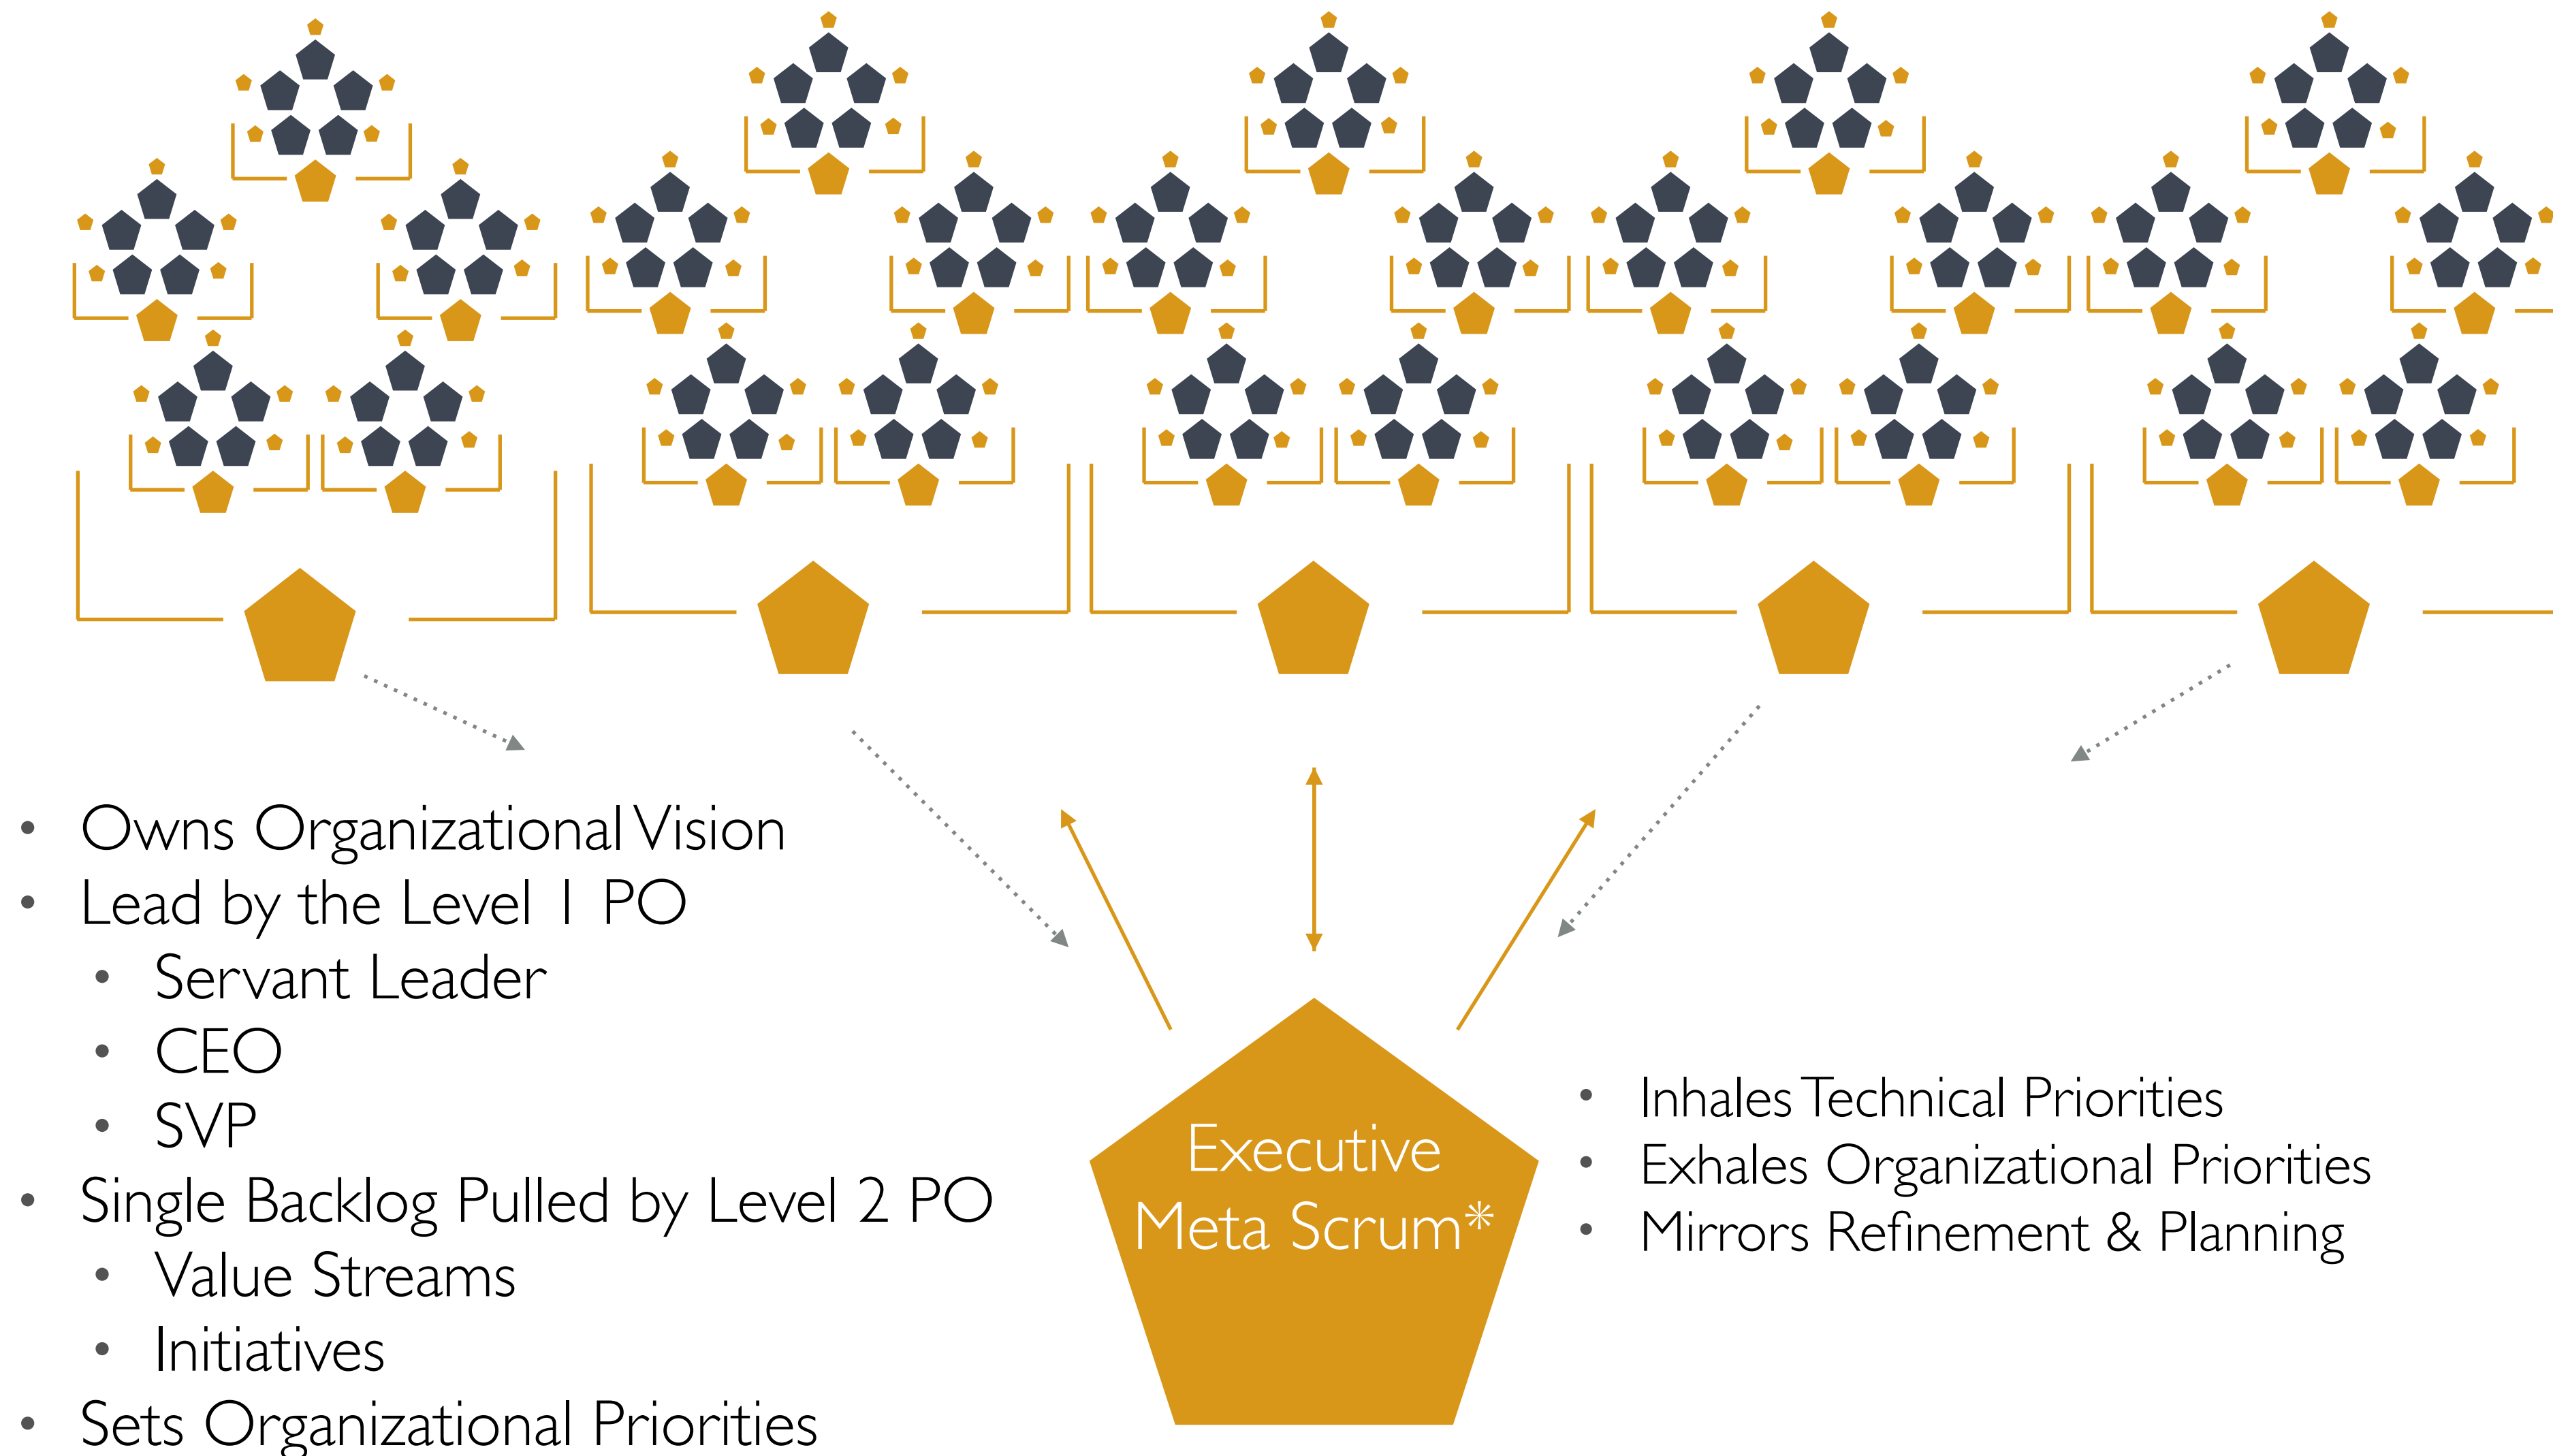 • Owns Organizational Vision
• Lead by the Level 1 PO
• Servant Leader
• CEO
• SVP
• Single Backlog Pulled by Level 2 PO
• Value Streams
• Initiatives
• Sets Organizational Priorities
Executive
Meta Scrum*
• Inhales Technical Priorities
• Exhales Organizational Priorities
• Mirrors Refinement & Planning